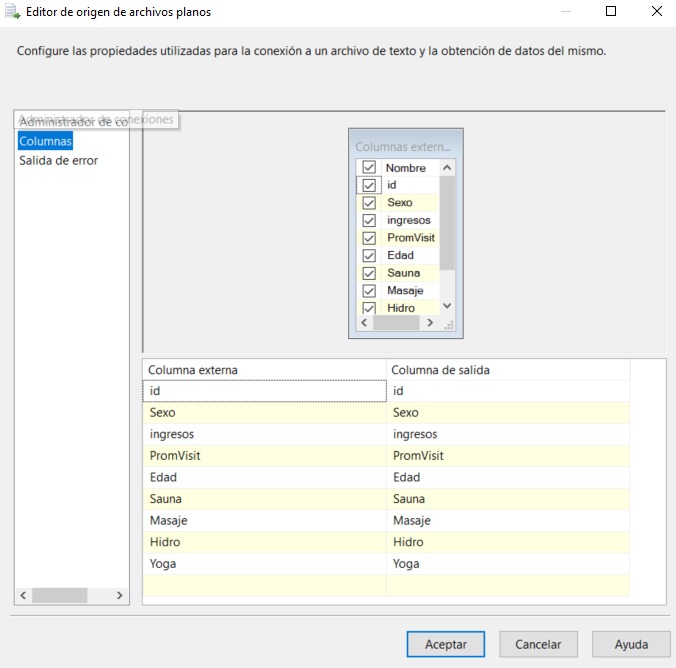 Editor de origen de archivos planos
Configure las propiedades utilizadas para la conexión a un archivo de texto y la obtención de datos del mismo.
Administrador de co
Administrador de conexiones
Columnas
Salida de error
Columnas extern...
Nombre
id
Sexo
ingresos
PromVisit
Edad
Sauna
Masaje
Hidro
Columna externa Columna de salida
id id
Sexo Sexo
ingresos ingresos
PromVisit PromVisit
Edad Edad
Sauna Sauna
Masaje Masaje
Hidro Hidro
Yoga Yoga
Aceptar Cancelar Ayuda